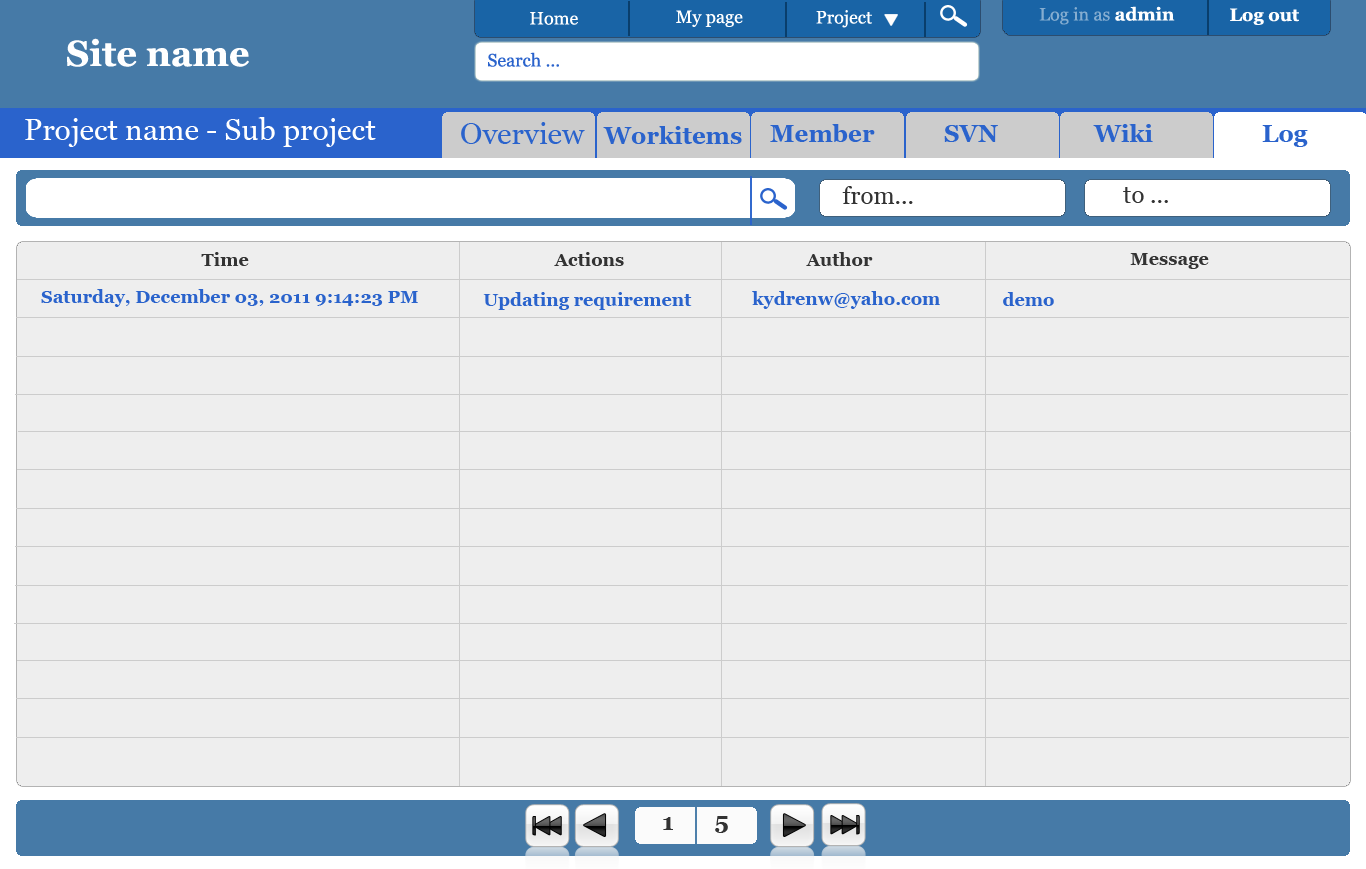 Home
My page
Project
Log in as admin
Log out
Site name
Search ...
Project name - Sub project
Overview
Workitems
Member
SVN
Wiki
Log
from...
to ...
Time
Actions
Author
Message
Saturday, December 03, 2011 9:14:23 PM
Updating requirement
kydrenw@yaho.com
demo
1
5